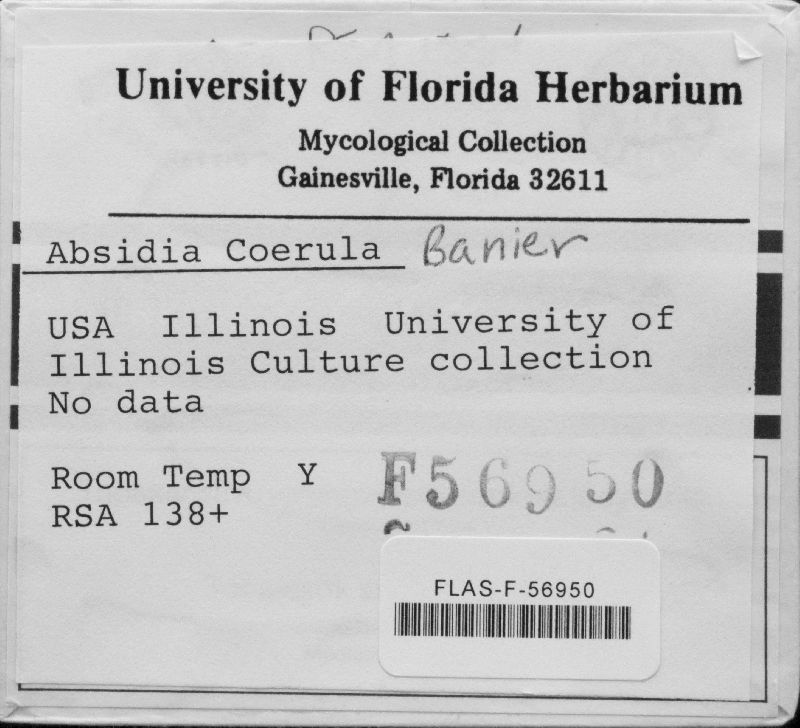 University of Florida Herbarium
Mycological Collection
Gainesville, Florida 32611
Absidia Coerula Banier
USA Illinois University of
Illinois Culture collection
No data
Room Temp Y
RSA 138+
F56950
FLAS-F-56950